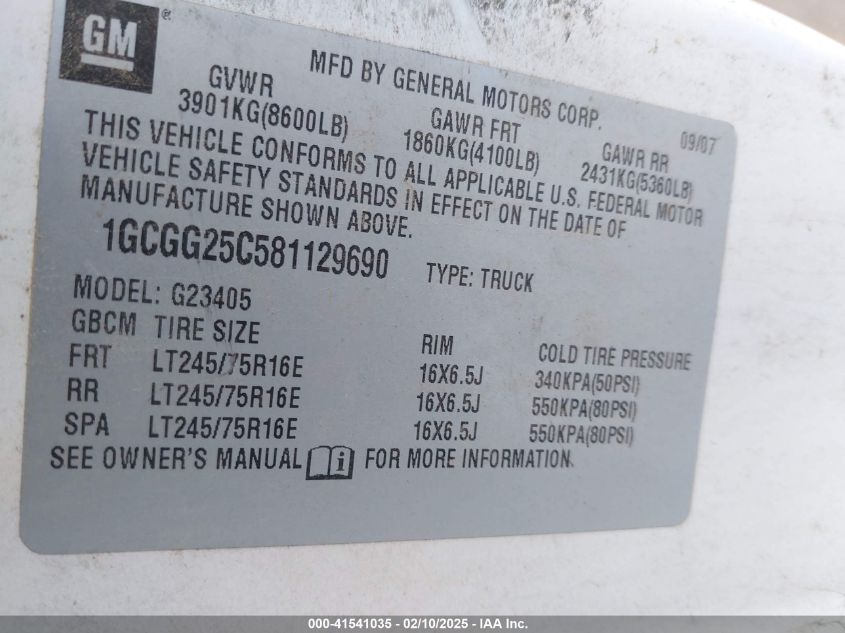 GM®
MFD BY GENERAL MOTORS CORP. 09/07
GVWR GAWR FRT GAWR RR
3901KG(8600LB) 1860KG(4100LB) 2431KG(5360LB)
THIS VEHICLE CONFORMS TO ALL APPLICABLE U.S. FEDERAL MOTOR
VEHICLE SAFETY STANDARDS IN EFFECT ON THE DATE OF
MANUFACTURE SHOWN ABOVE.
1GCGG25C581129690 TYPE: TRUCK
MODEL: G23405
GBCM TIRE SIZE RIM COLD TIRE PRESSURE
FRT LT245/75R16E 16X6.5J 340KPA(50PSI)
RR LT245/75R16E 16X6.5J 550KPA(80PSI)
SPA LT245/75R16E 16X6.5J 550KPA(80PSI)
SEE OWNER'S MANUAL i FOR MORE INFORMATION.
000-41541035 - 02/10/2025 - IAA Inc.